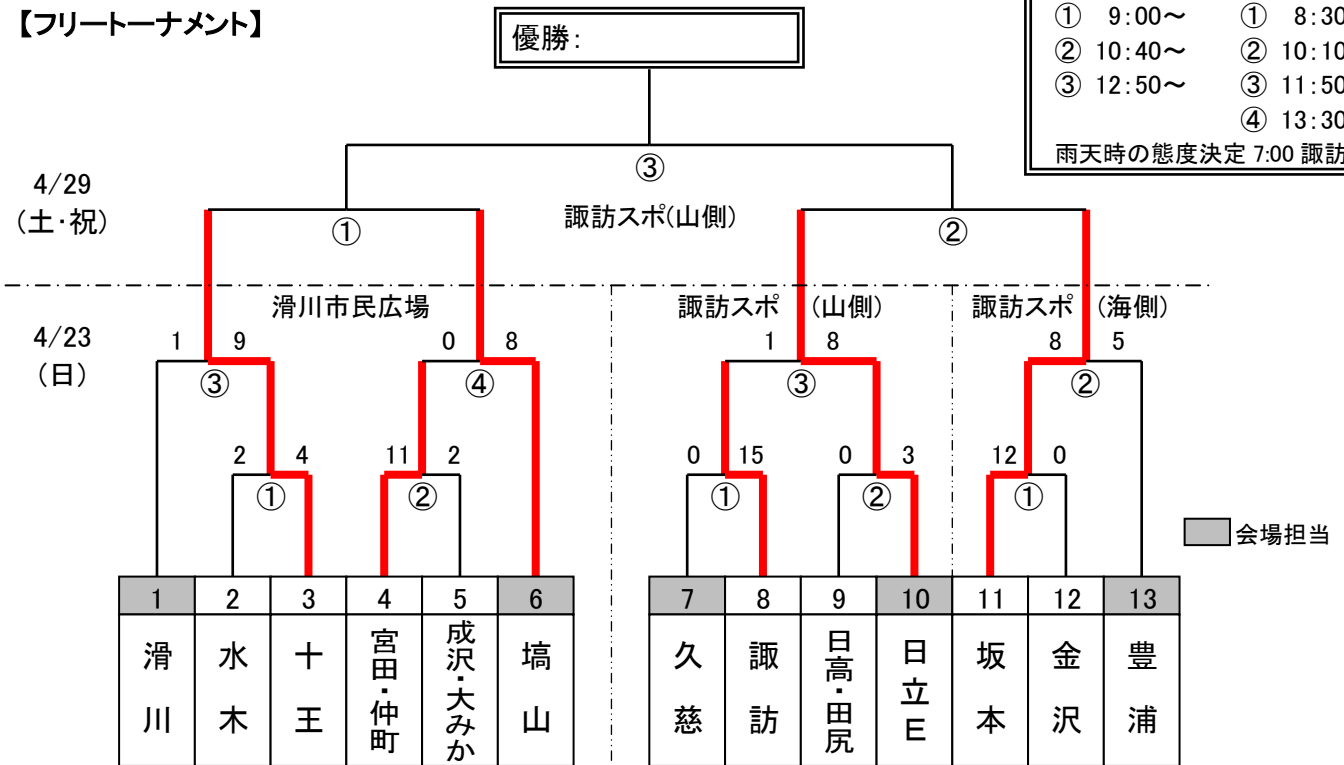 【フリートーナメント】
優勝：
① 9:00～ ① 8:30
② 10:40～ ② 10:10
③ 12:50～ ③ 11:50
④ 13:30
雨天時の態度決定 7:00 諏訪
4/29
(土・祝)
③
諏訪スポ(山側)
① ②
滑川市民広場 諏訪スポ (山側) 諏訪スポ (海側)
4/23
(日)
1 9 0 8 1 8 8 5
③ ④ ③ ②
2 4 11 2 0 15 0 3 12 0
① ② ① ② ①
会場担当
1 2 3 4 5 6 7 8 9 10 11 12 13
滑川
水木
十王
宮田・仲町
成沢・大みか
塙山
久慈
諏訪
日高・田尻
日立E
坂本
金沢
豊浦